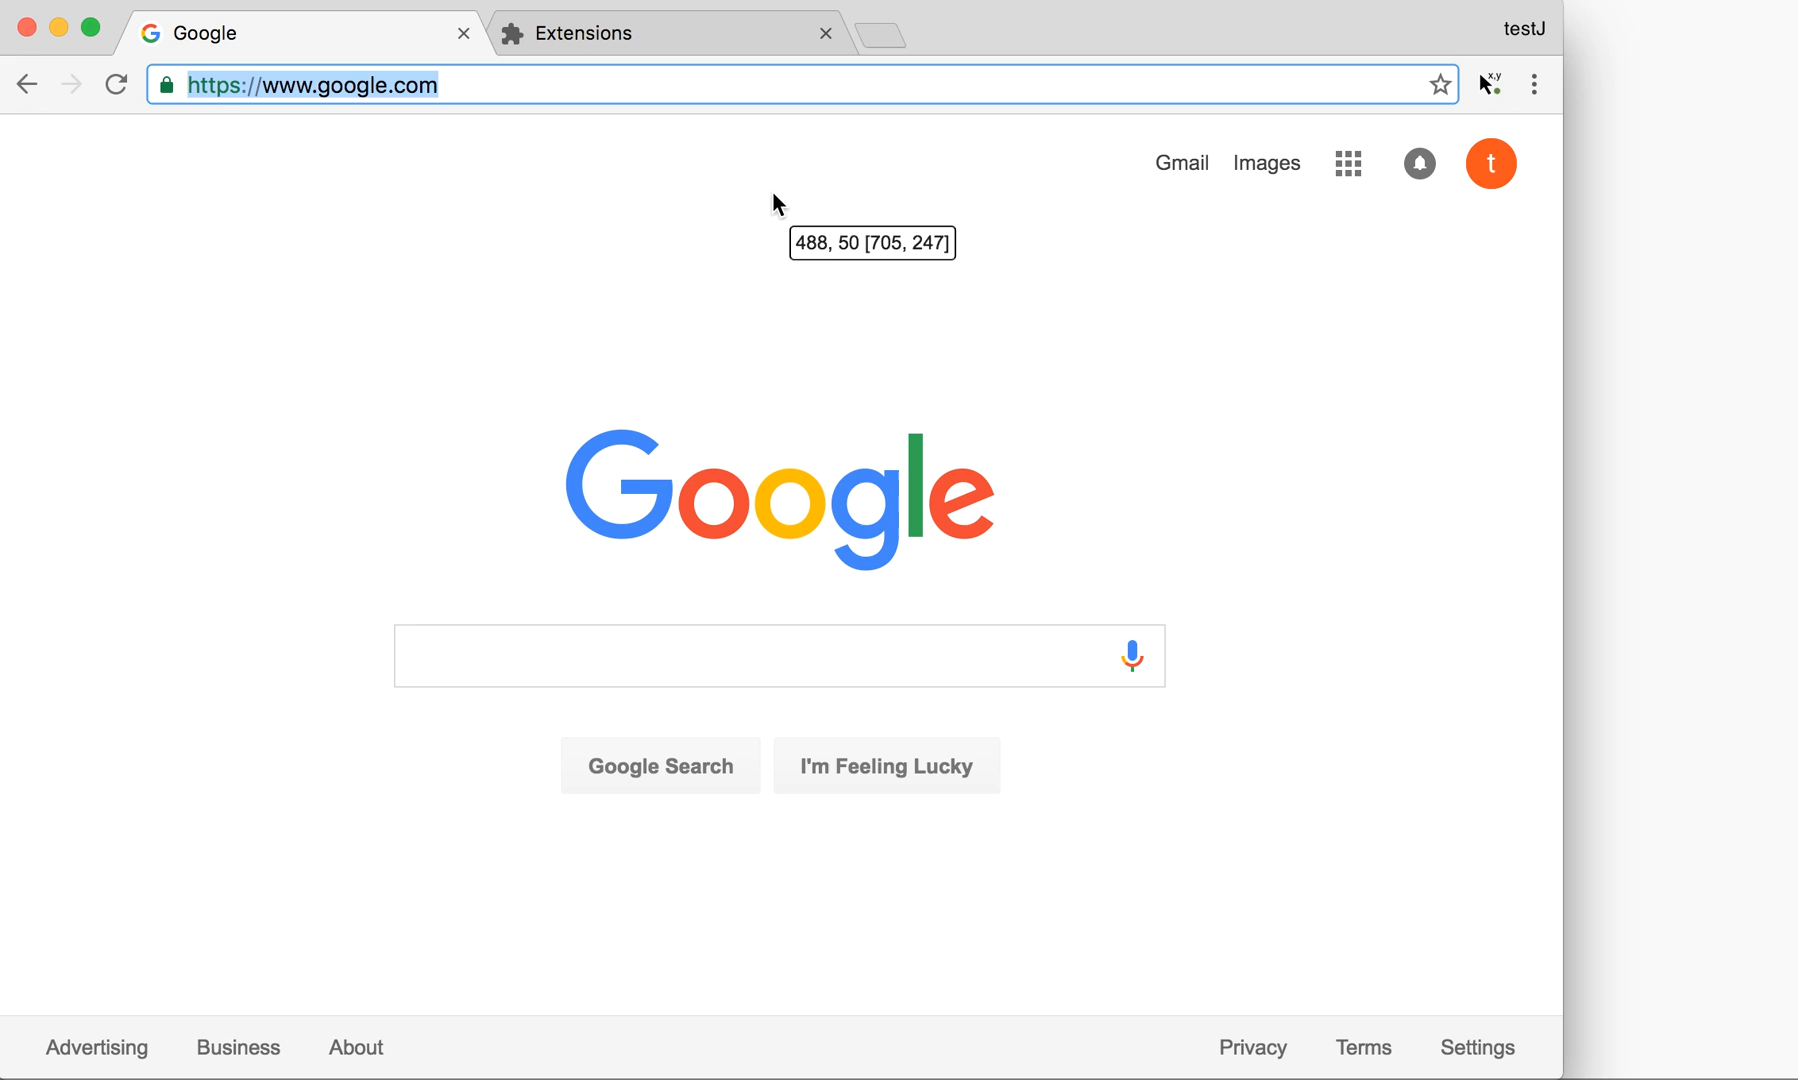 Google
Extensions
testJ
https://www.google.com
x,y
Gmail
Images
t
488, 50 [705, 247]
Google
Google Search
I'm Feeling Lucky
Advertising
Business
About
Privacy
Terms
Settings